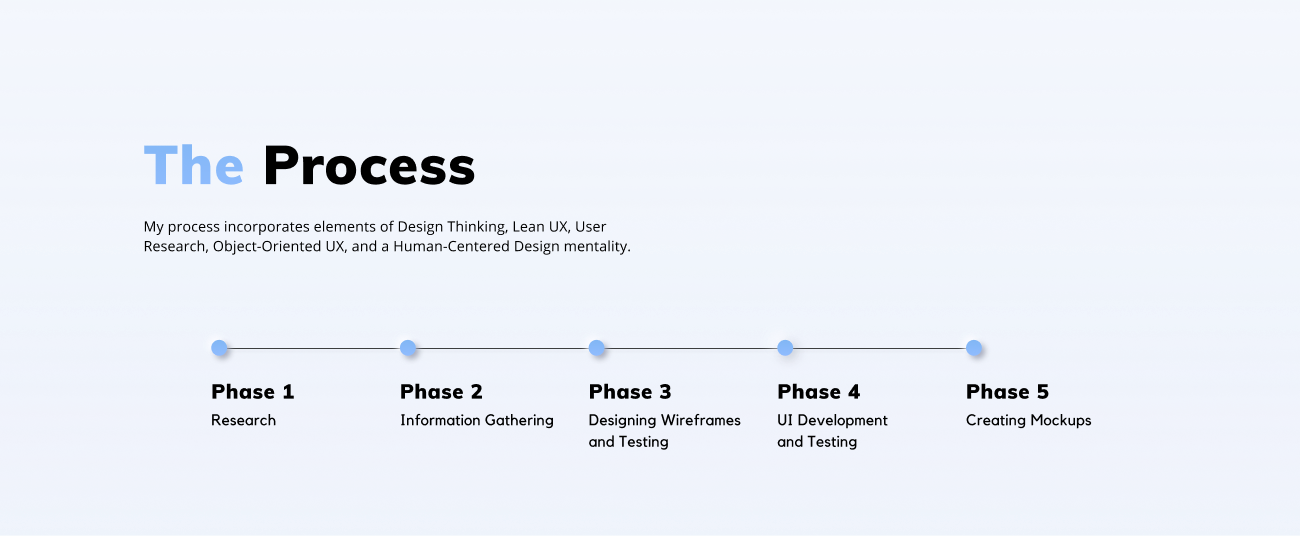 The Process
My process incorporates elements of Design Thinking, Lean UX, User
Research, Object-Oriented UX, and a Human-Centered Design mentality.
Phase 1
Research
Phase 2
Information Gathering
Phase 3
Designing Wireframes
and Testing
Phase 4
UI Development
and Testing
Phase 5
Creating Mockups